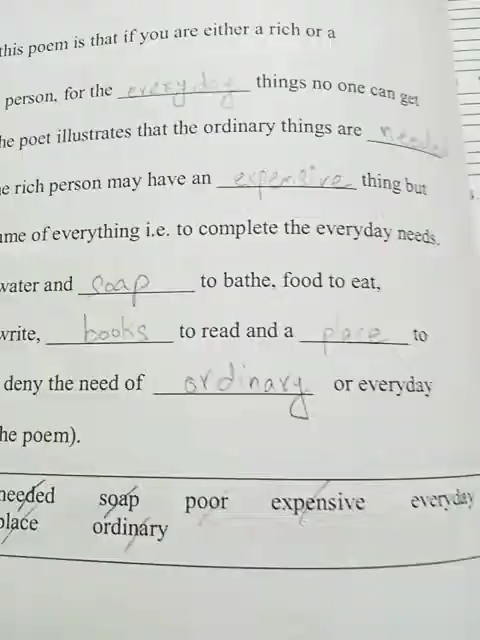 this poem is that if you are either a rich or a
person, for the everyday things no one can get
he poet illustrates that the ordinary things are needed
e rich person may have an expensive thing but
ame of everything i.e. to complete the everyday needs.
water and soap to bathe, food to eat,
write, books to read and a place to
deny the need of ordinary or everyday
he poem).
needed soap poor expensive everyday
place ordinary